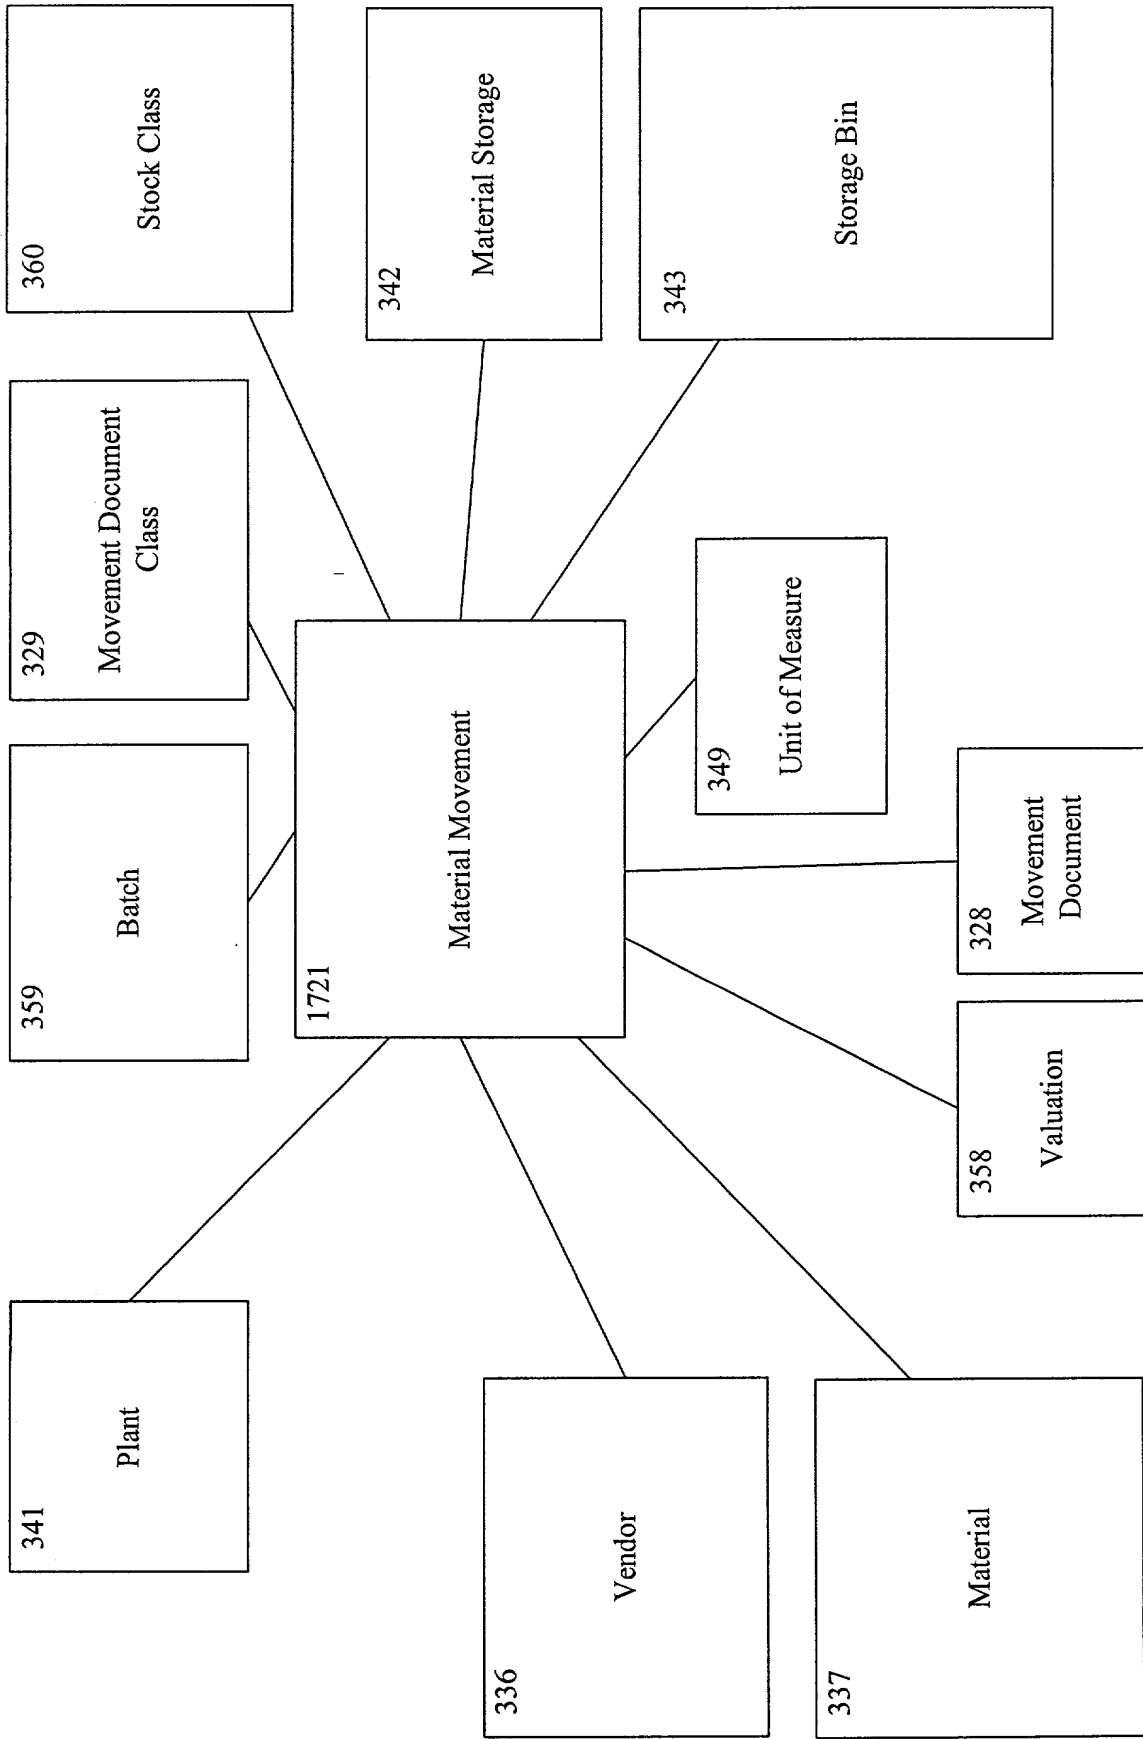 341
Plant
359
Batch
329
Movement Document
Class
360
Stock Class
336
Vendor
1721
Material Movement
342
Material Storage
337
Material
358
Valuation
328
Movement
Document
349
Unit of Measure
343
Storage Bin